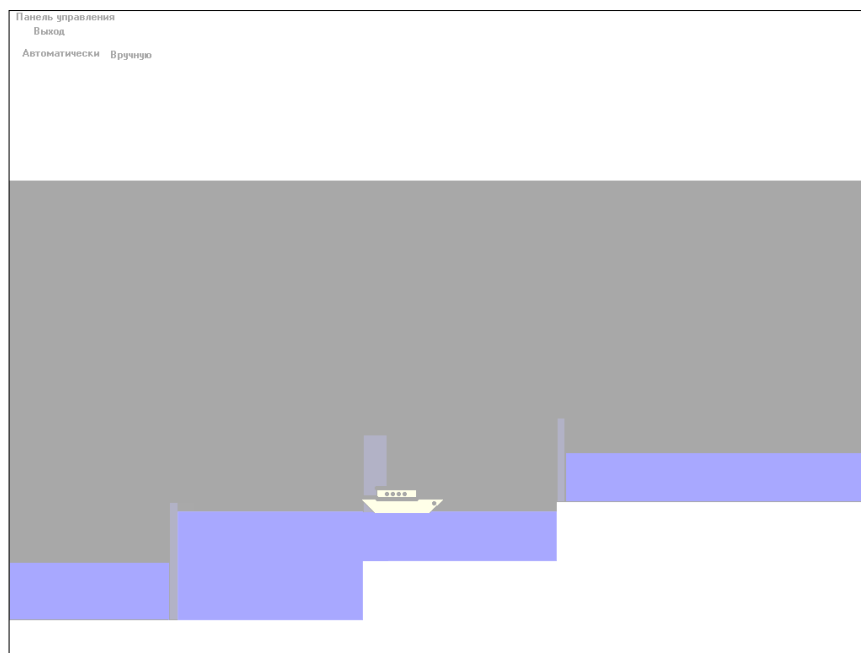 Панель управления
Выход
Автоматически Вручную